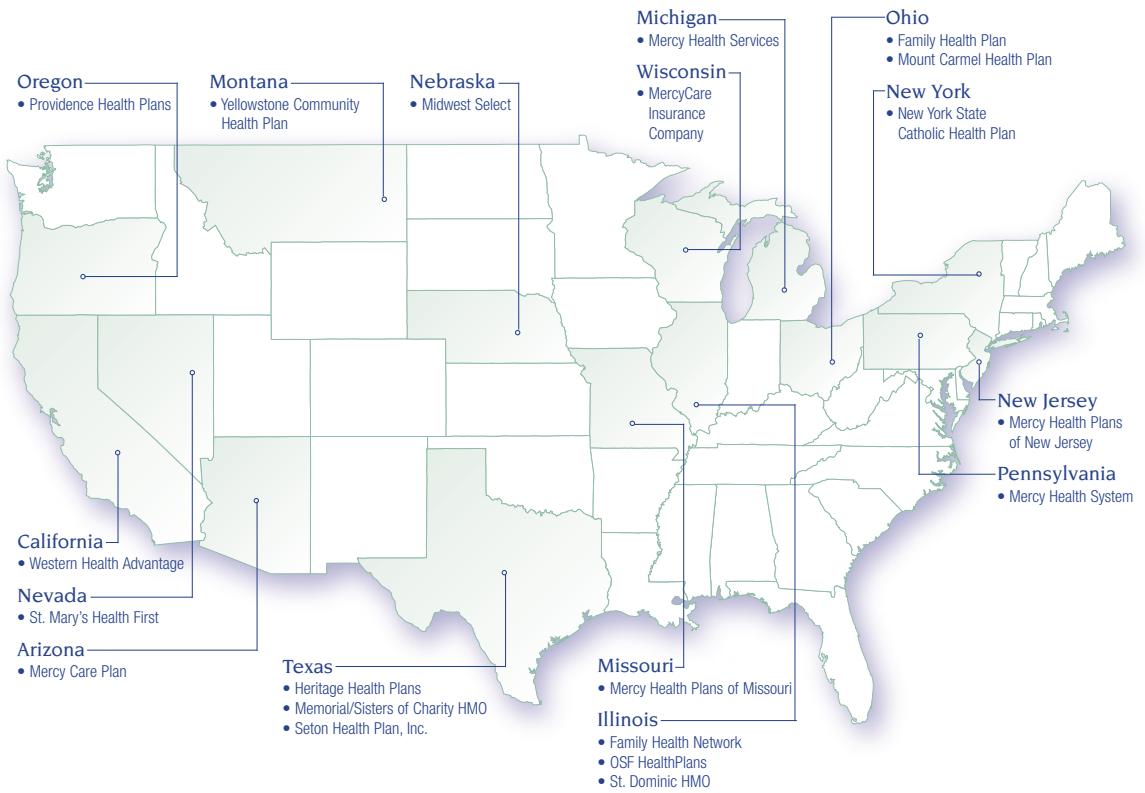 Michigan
• Mercy Health Services
Ohio
• Family Health Plan
• Mount Carmel Health Plan
Oregon
• Providence Health Plans
Montana
• Yellowstone Community
Health Plan
Nebraska
• Midwest Select
Wisconsin
• MercyCare
Insurance
Company
New York
• New York State
Catholic Health Plan
New Jersey
• Mercy Health Plans
of New Jersey
Pennsylvania
• Mercy Health System
California
• Western Health Advantage
Nevada
• St. Mary's Health First
Arizona
• Mercy Care Plan
Texas
• Heritage Health Plans
• Memorial/Sisters of Charity HMO
• Seton Health Plan, Inc.
Missouri
• Mercy Health Plans of Missouri
Illinois
• Family Health Network
• OSF HealthPlans
• St. Dominic HMO